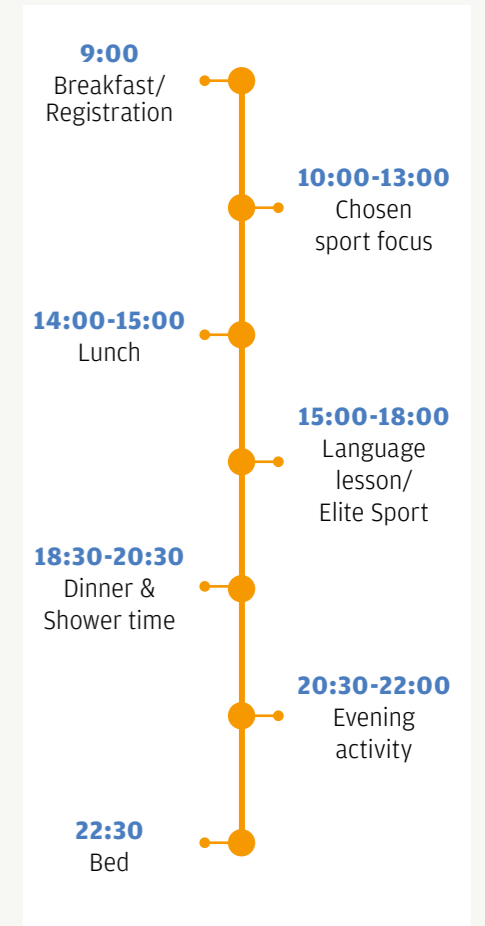 9:00
Breakfast/
Registration
10:00-13:00
Chosen
sport focus
14:00-15:00
Lunch
15:00-18:00
Language
lesson/
Elite Sport
18:30-20:30
Dinner &
Shower time
20:30-22:00
Evening
activity
22:30
Bed